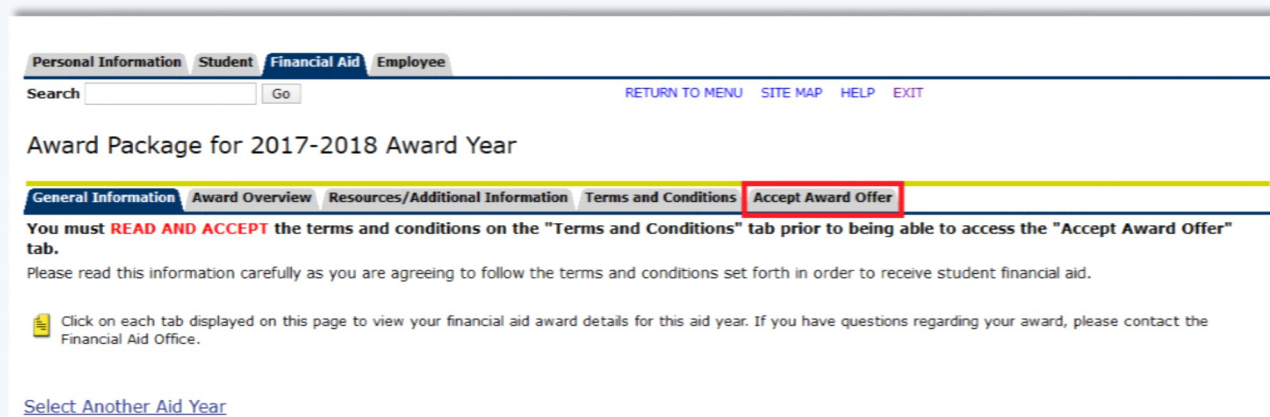 Personal Information Student Financial Aid Employee
Search Go RETURN TO MENU SITE MAP HELP EXIT
Award Package for 2017-2018 Award Year
General Information Award Overview Resources/Additional Information Terms and Conditions Accept Award Offer
You must READ AND ACCEPT the terms and conditions on the "Terms and Conditions" tab prior to being able to access the "Accept Award Offer"
tab.
Please read this information carefully as you are agreeing to follow the terms and conditions set forth in order to receive student financial aid.
Click on each tab displayed on this page to view your financial aid award details for this aid year. If you have questions regarding your award, please contact the
Financial Aid Office.
Select Another Aid Year